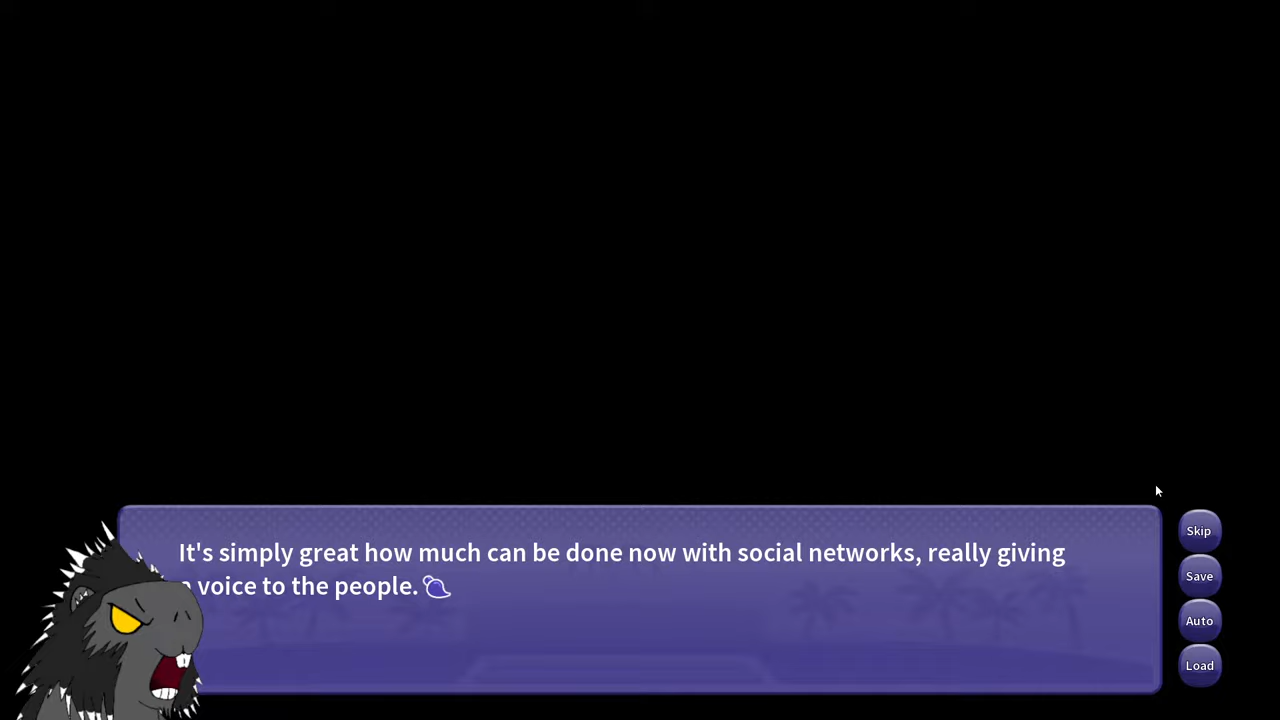 It's simply great how much can be done now with social networks, really giving
voice to the people.
Skip
Save
Auto
Load